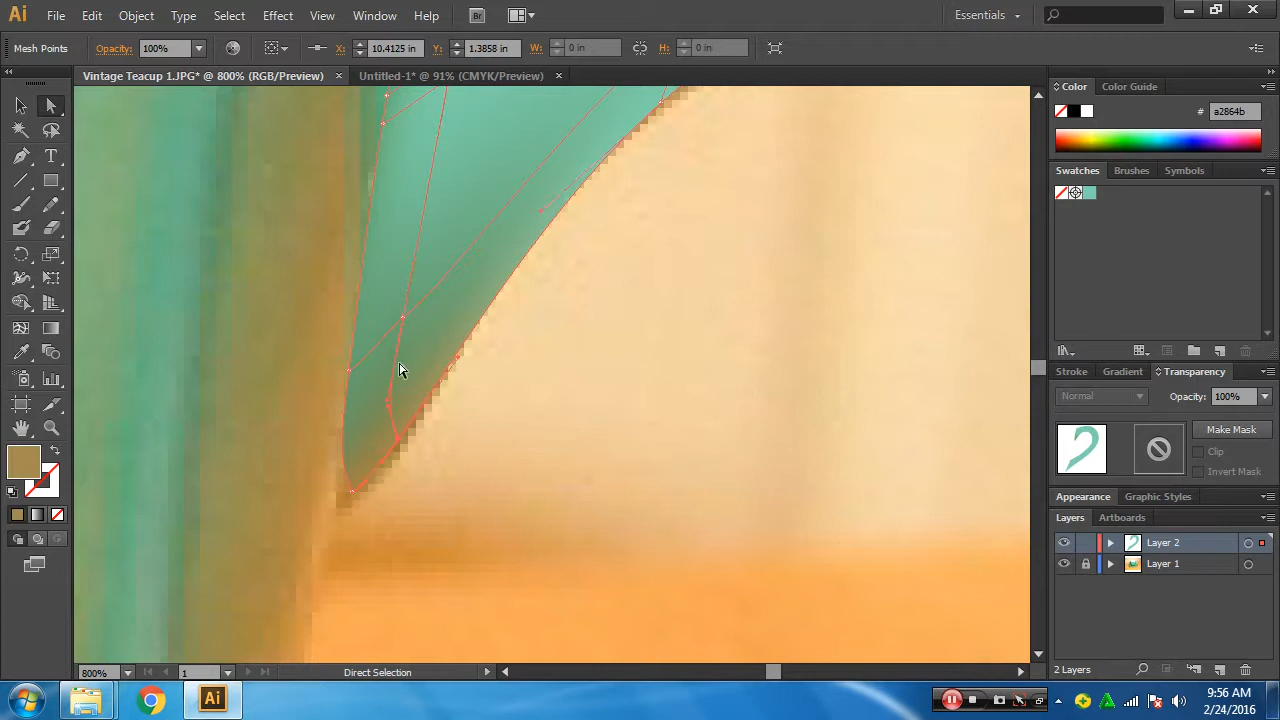 Ai File Edit Object Type Select Effect View Window Help Br Essentials
Mesh Points Opacity: 100% X: 10.4125 in Y: 1.3858 in W: 0 in H: 0 in
Vintage Teacup 1.JPG* @ 800% (RGB/Preview) × Untitled-1* @ 91% (CMYK/Preview) ×
Color Color Guide
# a2864b
Swatches Brushes Symbols
Stroke Gradient Transparency
Normal Opacity: 100%
Make Mask
Clip
Invert Mask
Appearance Graphic Styles
Layers Artboards
Layer 2
Layer 1
2 Layers
800% 1 Direct Selection
Ai
9:56 AM
2/24/2016